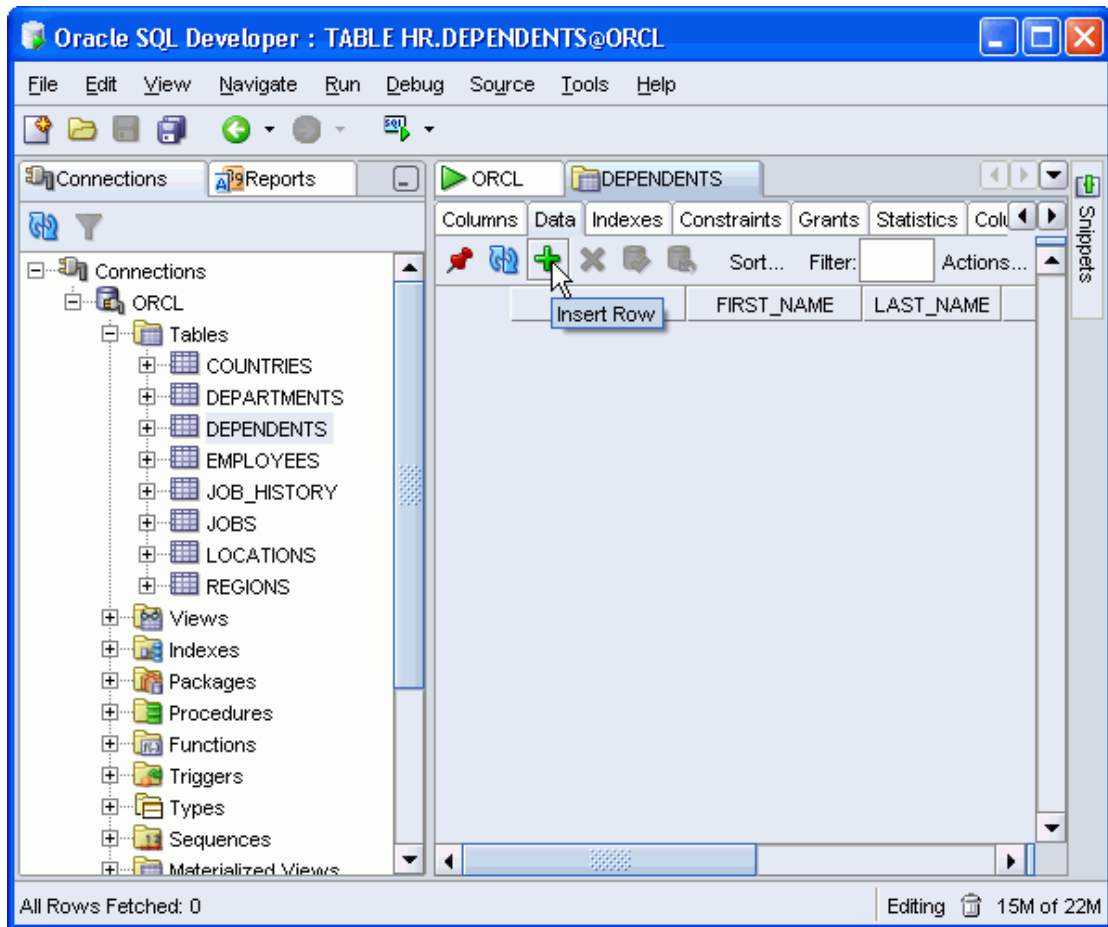 Oracle SQL Developer : TABLE HR.DEPENDENTS@ORCL
File Edit View Navigate Run Debug Source Tools Help
SQL
Connections Reports
ORCL DEPENDENTS
Columns Data Indexes Constraints Grants Statistics Colu
Sort... Filter: Actions...
Insert Row FIRST_NAME LAST_NAME
Snippets
Connections
ORCL
Tables
COUNTRIES
DEPARTMENTS
DEPENDENTS
EMPLOYEES
JOB_HISTORY
JOBS
LOCATIONS
REGIONS
Views
Indexes
Packages
Procedures
Functions
Triggers
Types
Sequences
Materialized Views
All Rows Fetched: 0
Editing 15M of 22M